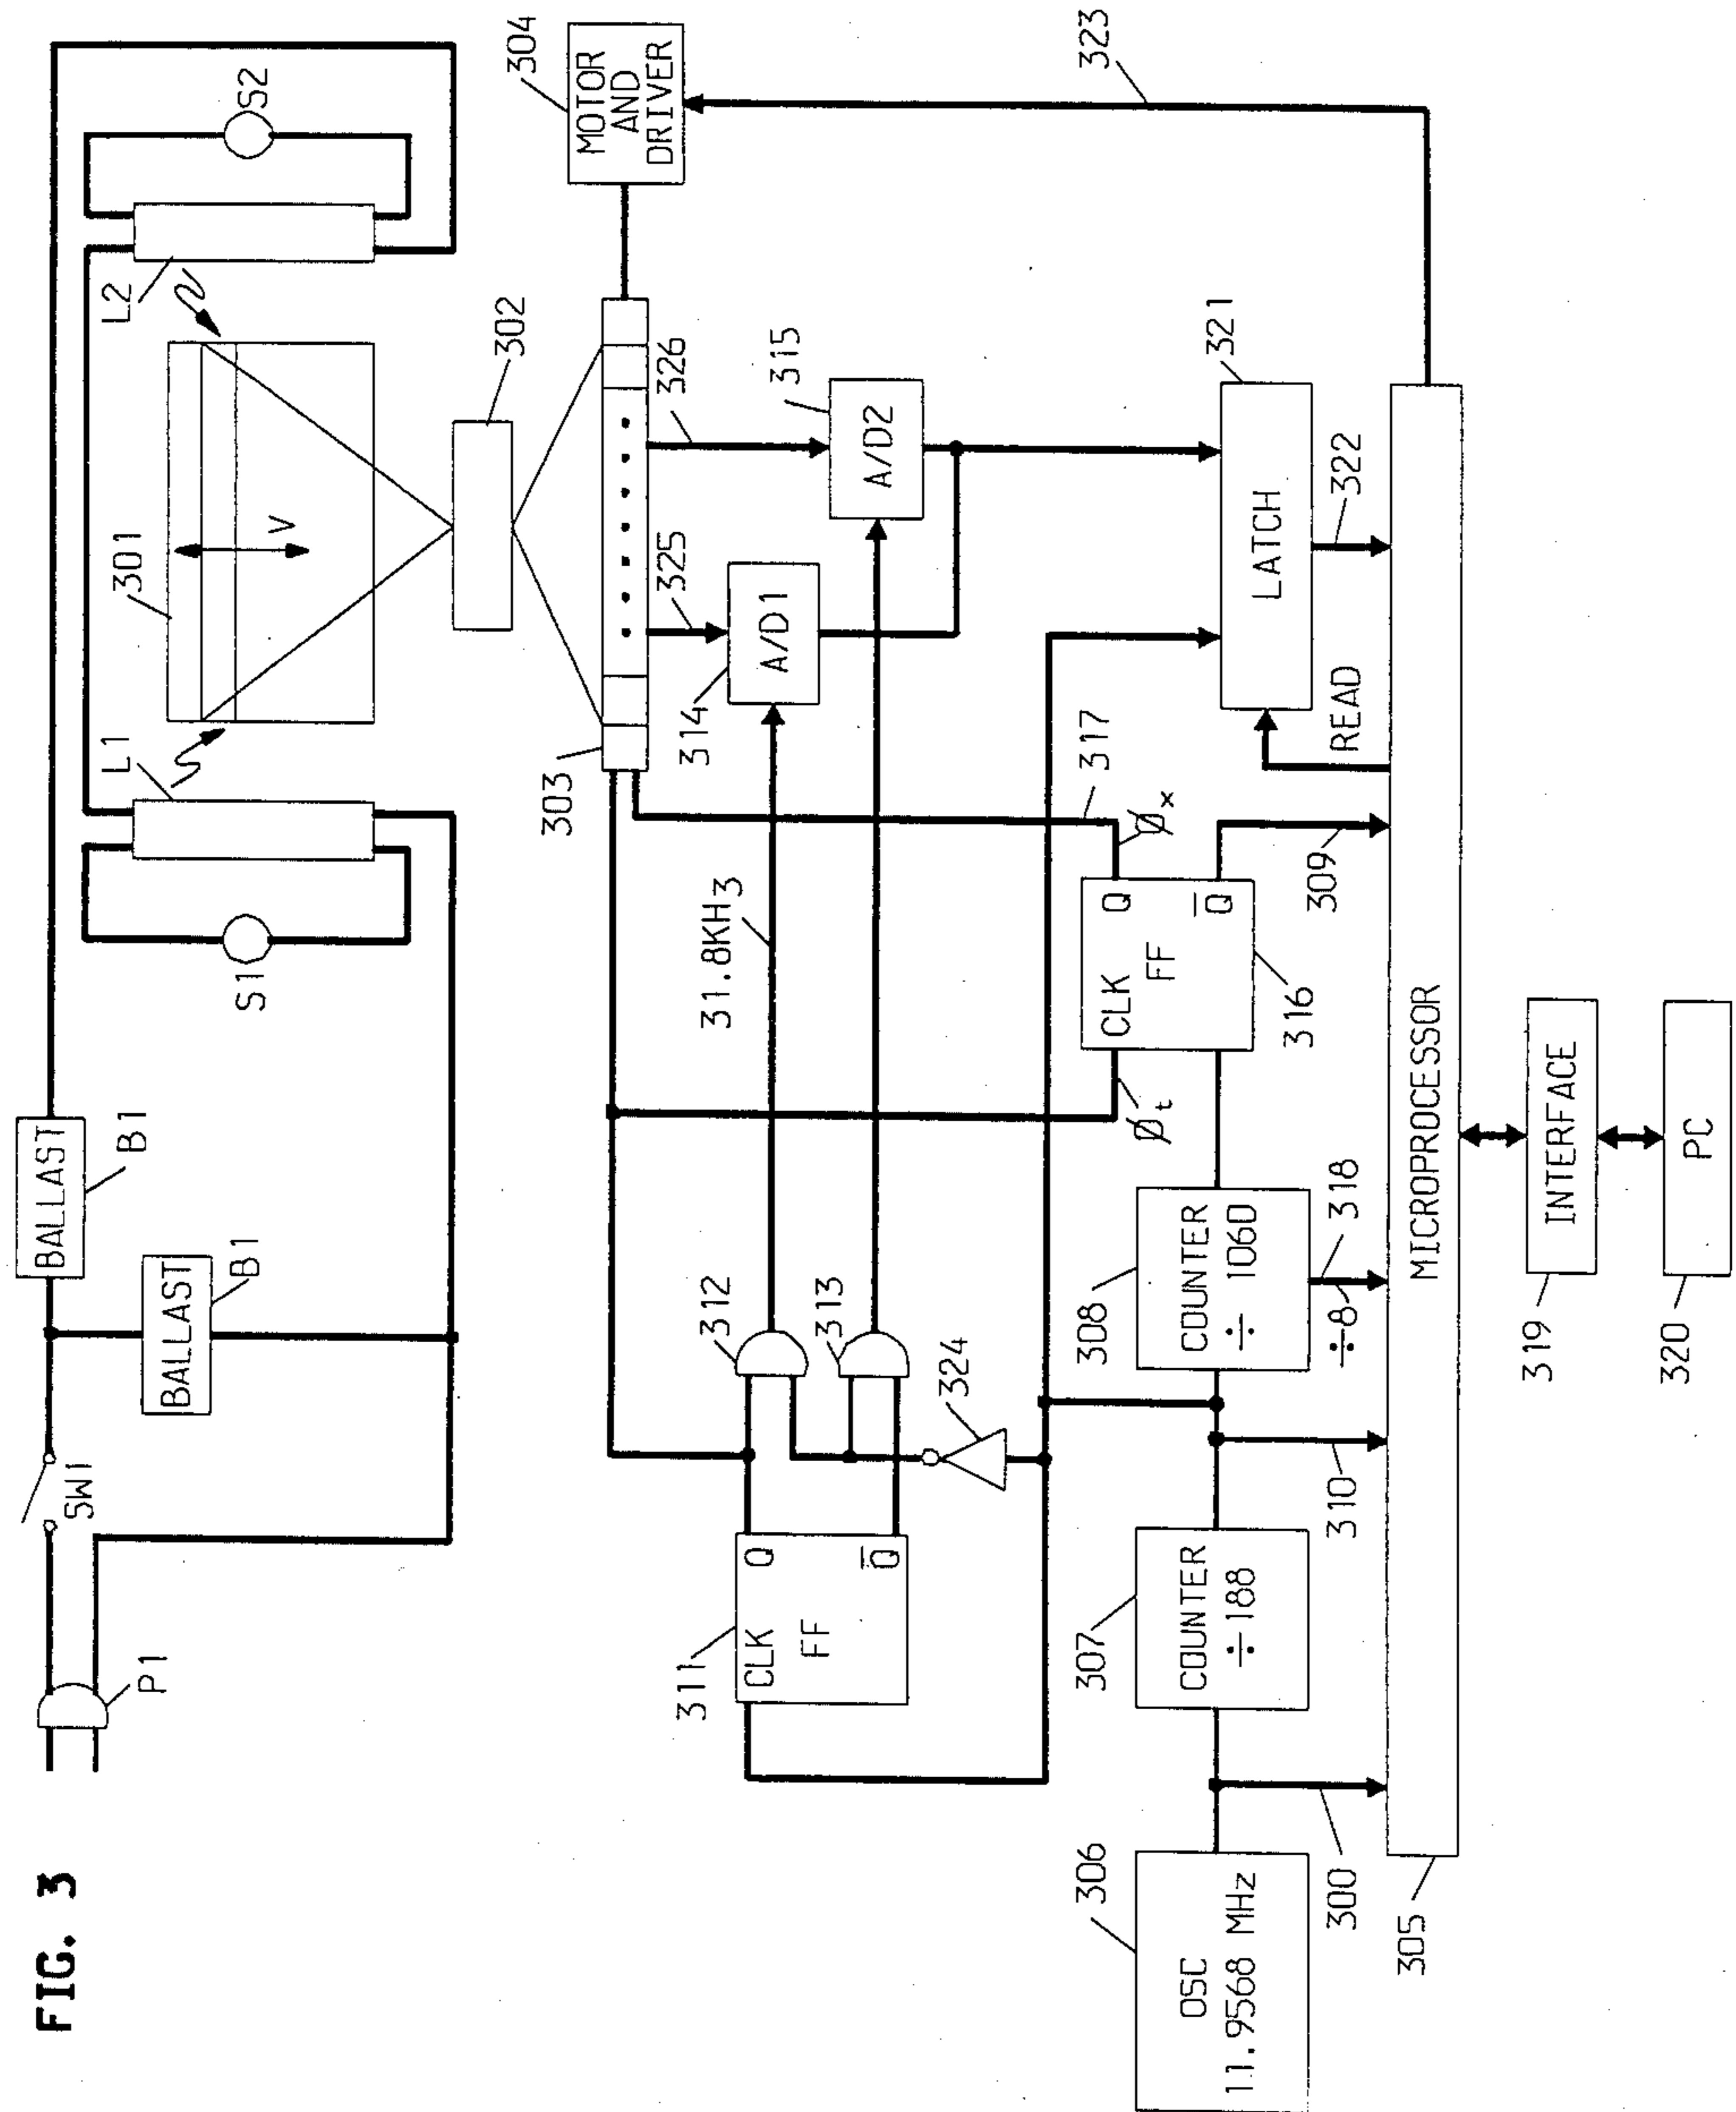 FIG. 3
P1
SW1
BALLAST
B1
BALLAST
B1
S1
L1
301
V
L2
S2
302
303
304
MOTOR
AND
DRIVER
311
CLK
FF
Q
Q̅
312
313
324
31.8KH3
314
A/D1
325
315
A/D2
326
323
306
OSC
11.9568 MHz
300
307
COUNTER
÷188
310
308
COUNTER
÷ 1060
÷8
318
Øt
CLK
FF
Q
Q̅
316
Øx
317
309
READ
LATCH
321
322
305
MICROPROCESSOR
319
INTERFACE
320
PC